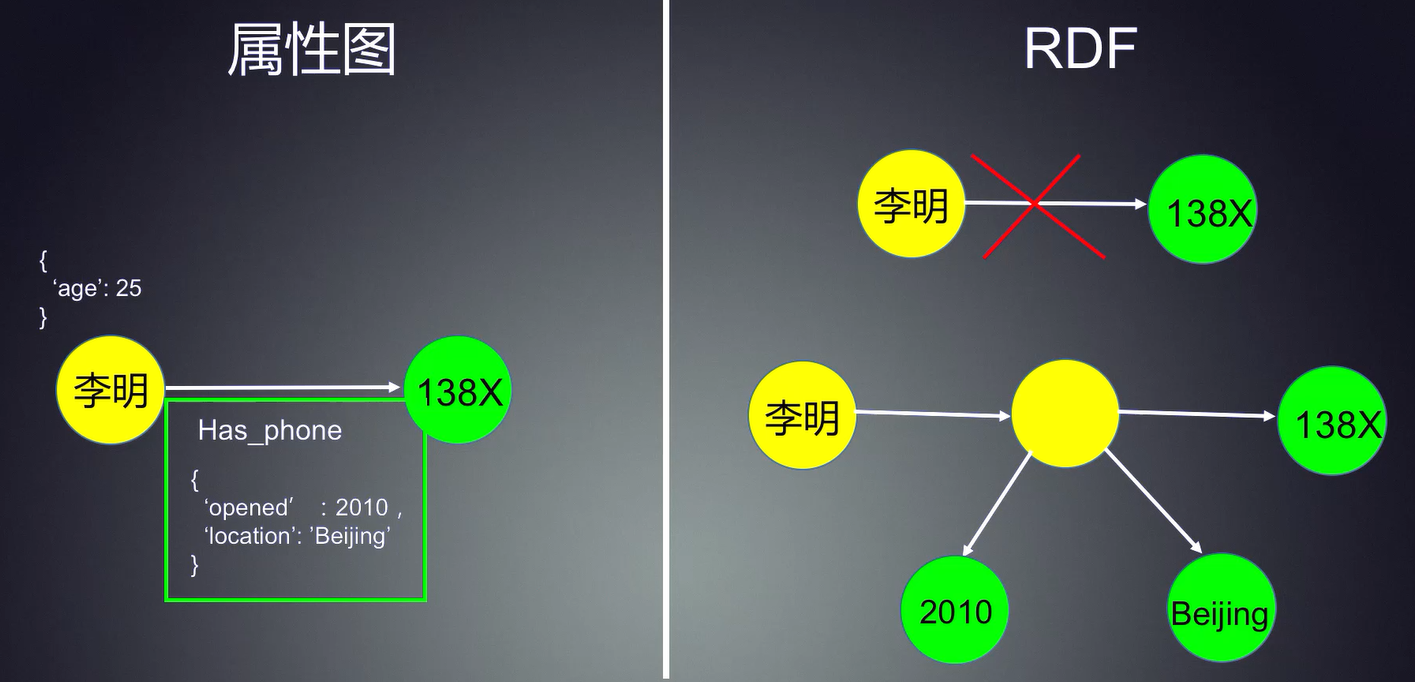 属性图
{
‘age’: 25
}
李明
138X
Has_phone
{
‘opened’ : 2010 ,
‘location’: ’Beijing’
}
RDF
李明
138X
李明
138X
2010
Beijing